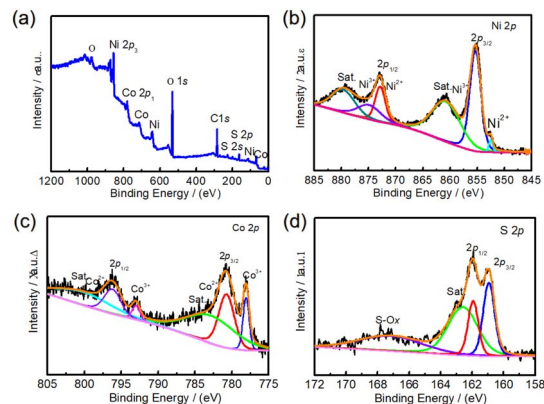 (a)
Ni 2p3
O
O 1s
Co 2p1
Co
Ni
C1s
S 2p
S 2s
Ni
Co
1200 1000 800 600 400 200 0
Binding Energy / (eV)
(b)
Ni 2p
2p3/2
2p1/2
Sat.
Ni3+
Ni2+
Sat.
Ni3+
Ni2+
885 880 875 870 865 860 855 850 845
Binding Energy / (eV)
(c)
Co 2p
2p3/2
Co3+
2p1/2
Sat.
Co2+
Co3+
Sat.
805 800 795 790 785 780 775
Binding Energy / (eV)
(d)
S 2p
2p1/2
2p3/2
Sat.
S-Ox
172 170 168 166 164 162 160 158
Binding Energy / (eV)